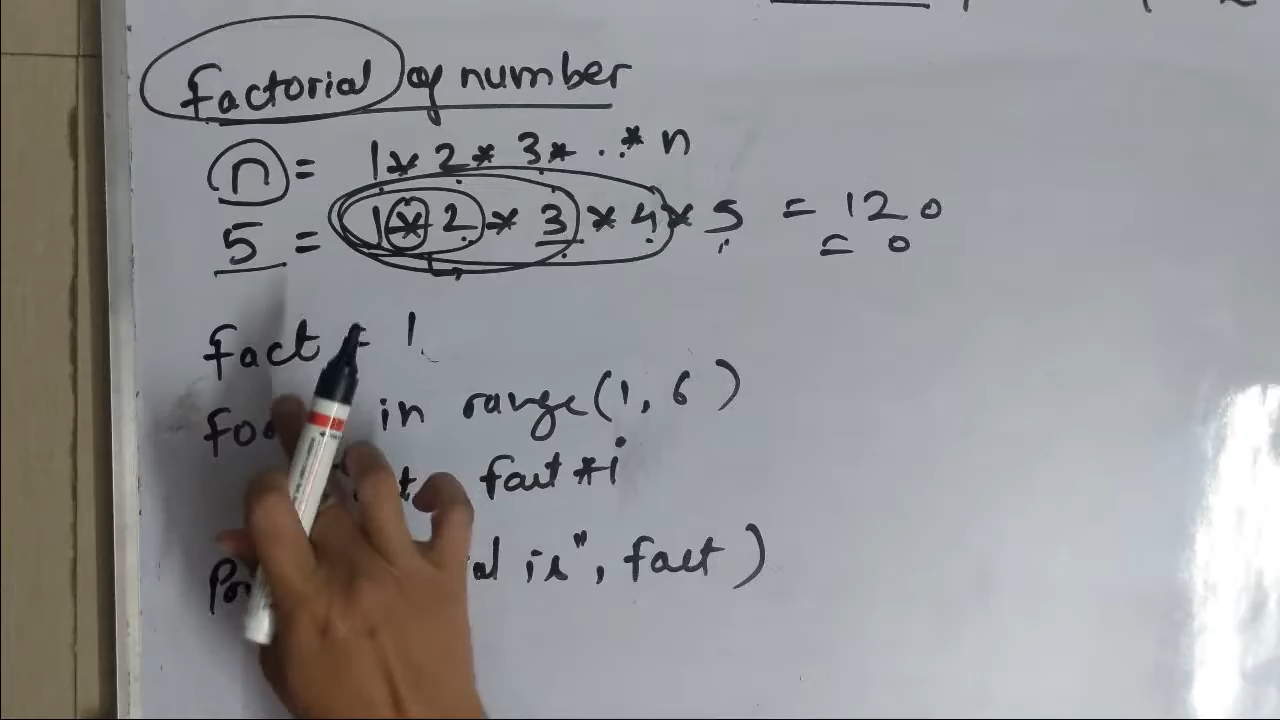 factorial of number
n = 1 * 2 * 3 * . . * n
5 = 1 * 2 * 3 * 4 * 5 = 120
= 0
fact = 1
in range(1, 6)
fact * i
is", fact)